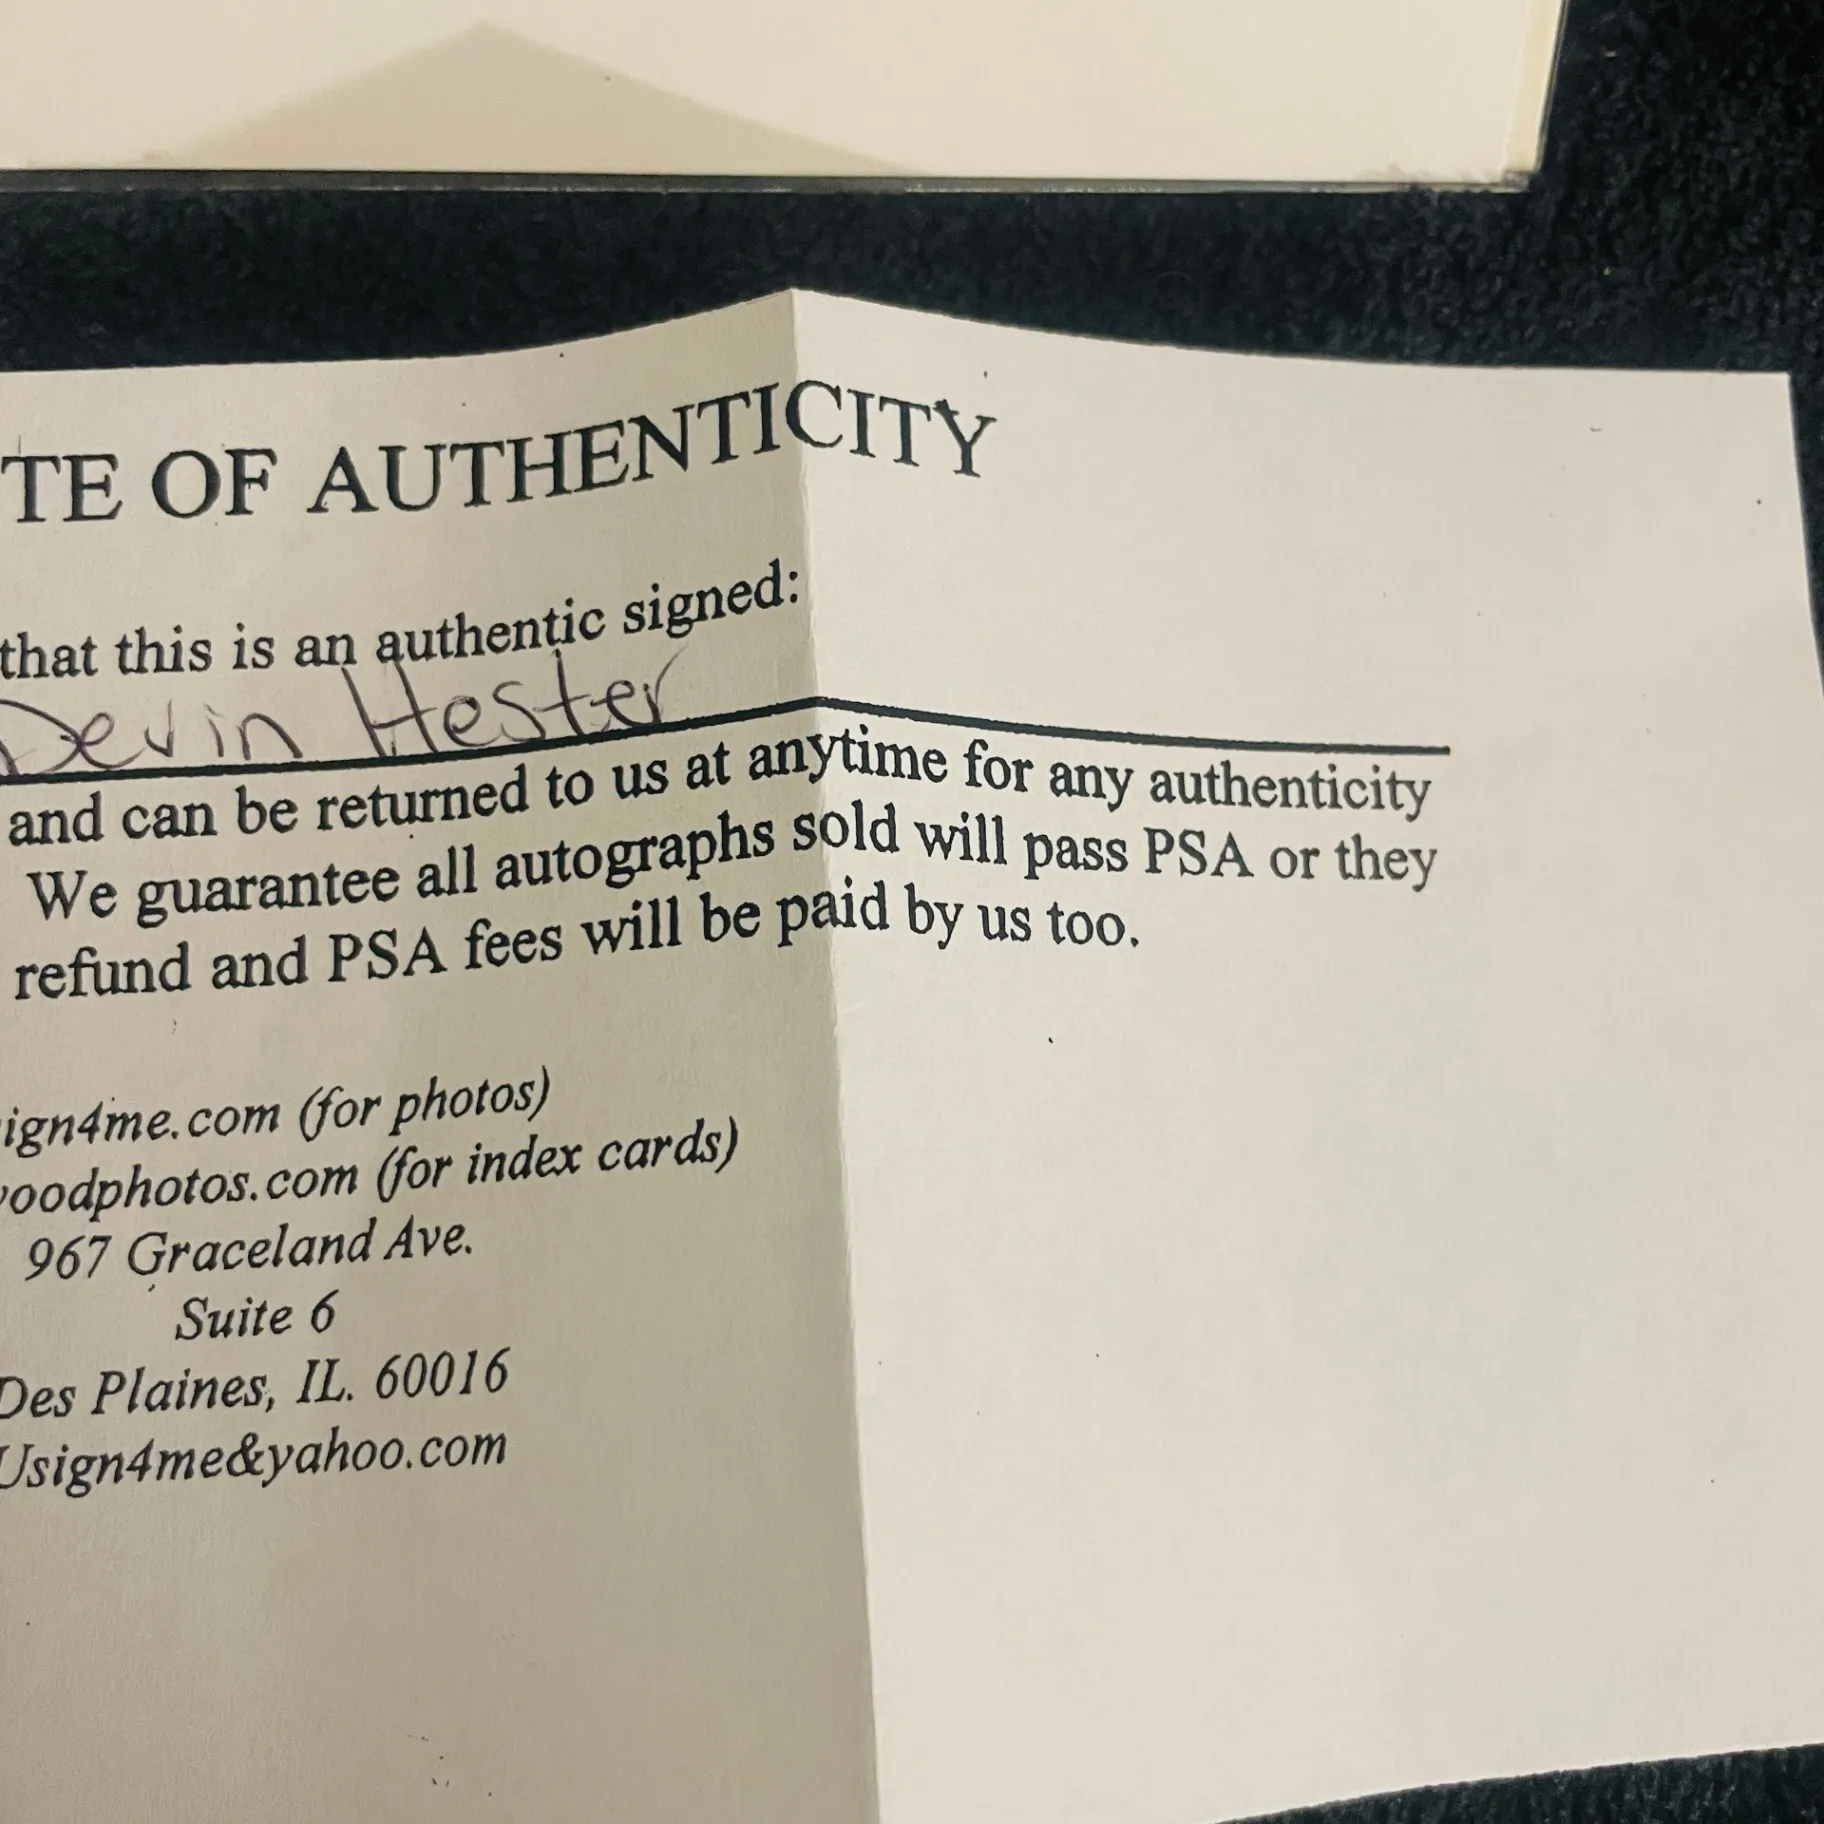 TE OF AUTHENTICITY
that this is an authentic signed:
Devin Hester
and can be returned to us at anytime for any authenticity
We guarantee all autographs sold will pass PSA or they
refund and PSA fees will be paid by us too.
ign4me.com (for photos)
oodphotos.com (for index cards)
967 Graceland Ave.
Suite 6
Des Plaines, IL. 60016
Usign4me&yahoo.com